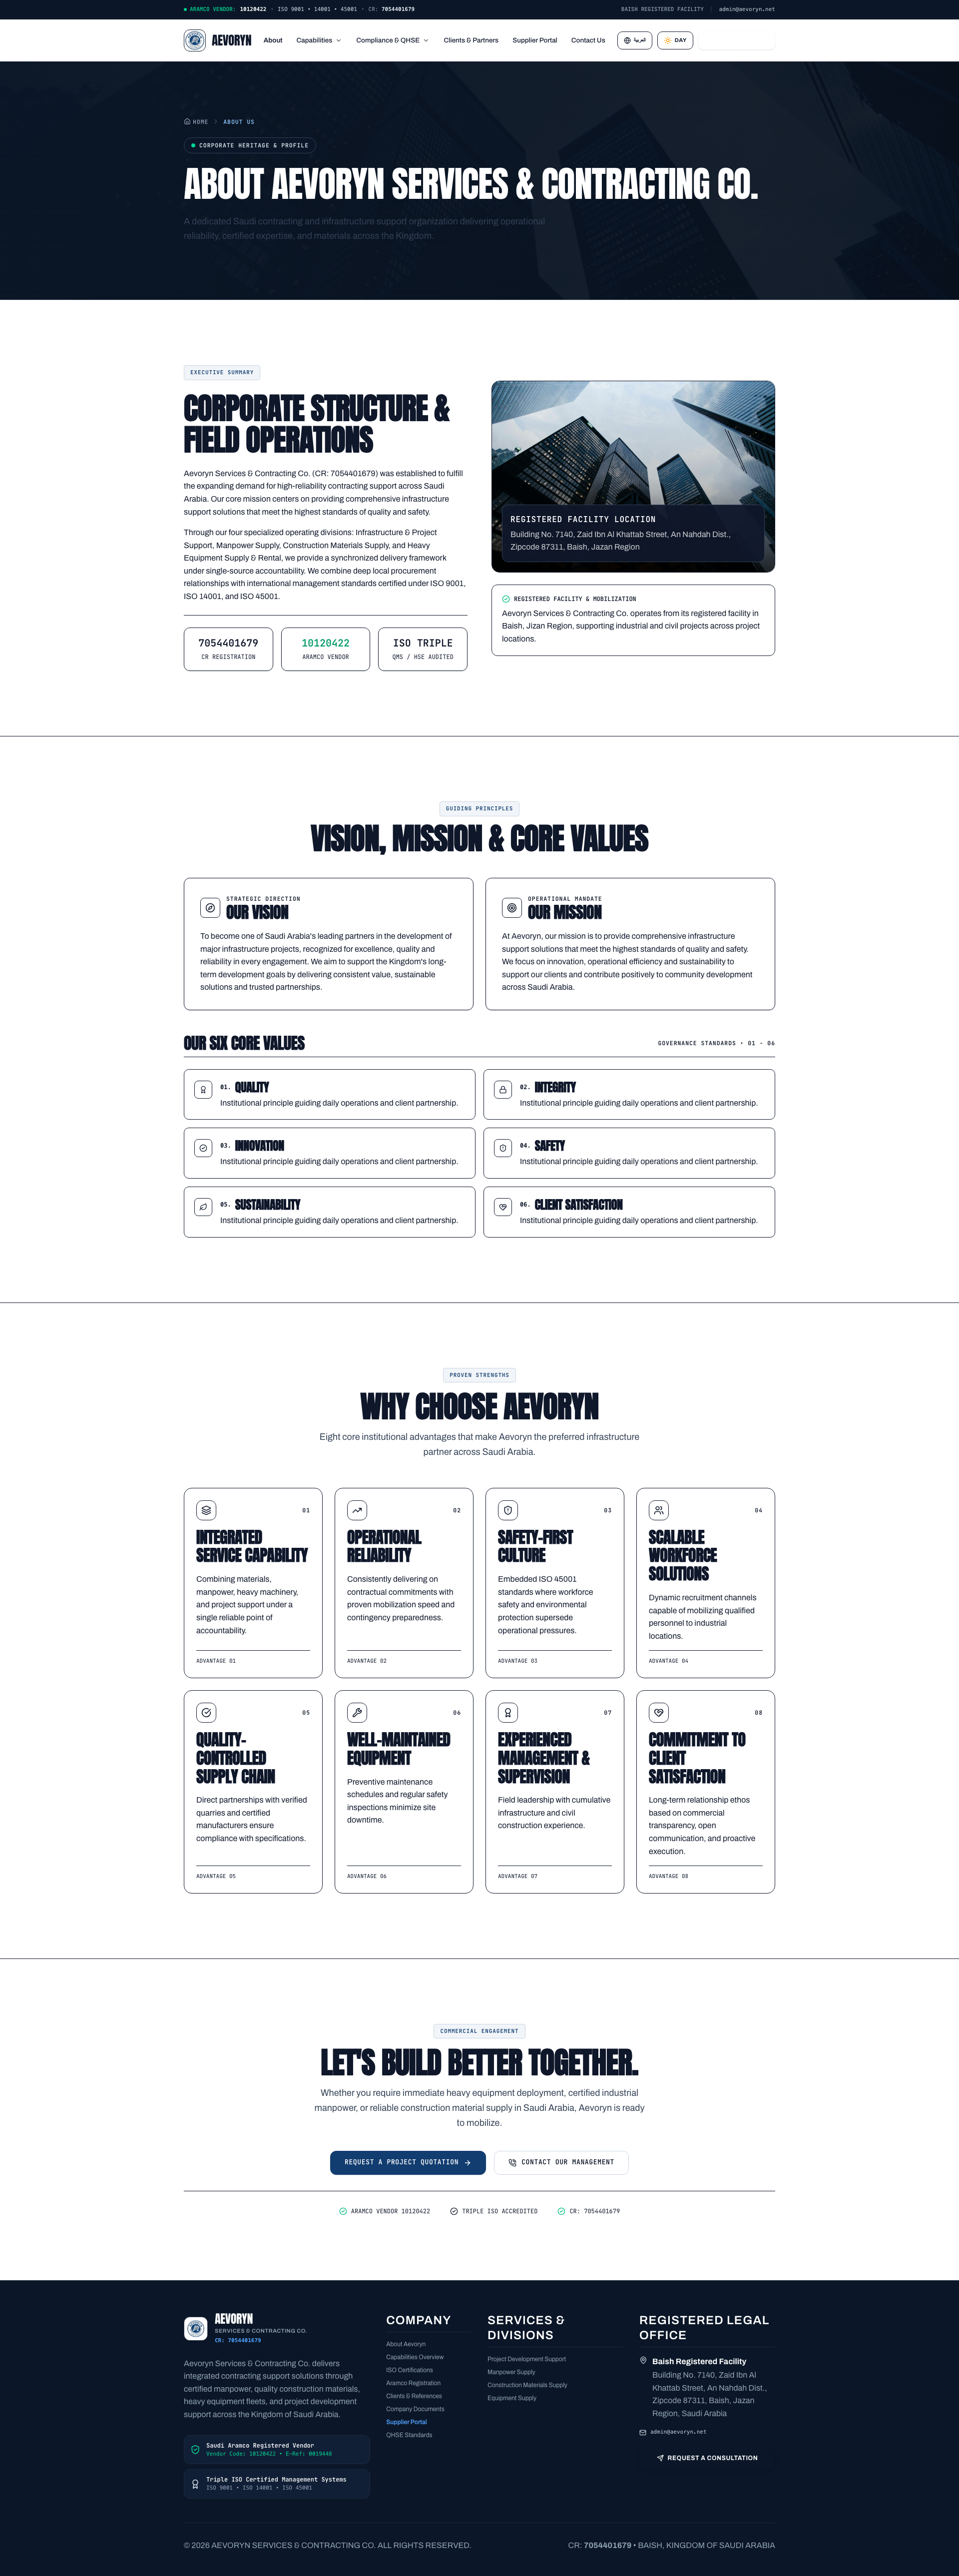 ARAMCO VENDOR: 10120422 · ISO 9001 • 14001 • 45001 · CR: 7054401679
BAISH REGISTERED FACILITY | admin@aevoryn.net
AEVORYN
About
Capabilities
Compliance & QHSE
Clients & Partners
Supplier Portal
Contact Us
العربية
DAY
HOME > ABOUT US
CORPORATE HERITAGE & PROFILE
ABOUT AEVORYN SERVICES & CONTRACTING CO.
A dedicated Saudi contracting and infrastructure support organization delivering operational
reliability, certified expertise, and materials across the Kingdom.
EXECUTIVE SUMMARY
CORPORATE STRUCTURE &
FIELD OPERATIONS
Aevoryn Services & Contracting Co. (CR: 7054401679) was established to fulfill
the expanding demand for high-reliability contracting support across Saudi
Arabia. Our core mission centers on providing comprehensive infrastructure
support solutions that meet the highest standards of quality and safety.
Through our four specialized operating divisions: Infrastructure & Project
Support, Manpower Supply, Construction Materials Supply, and Heavy
Equipment Supply & Rental, we provide a synchronized delivery framework
under single-source accountability. We combine deep local procurement
relationships with international management standards certified under ISO 9001,
ISO 14001, and ISO 45001.
7054401679
CR REGISTRATION
10120422
ARAMCO VENDOR
ISO TRIPLE
QMS / HSE AUDITED
REGISTERED FACILITY LOCATION
Building No. 7140, Zaid Ibn Al Khattab Street, An Nahdah Dist.,
Zipcode 87311, Baish, Jazan Region
REGISTERED FACILITY & MOBILIZATION
Aevoryn Services & Contracting Co. operates from its registered facility in
Baish, Jizan Region, supporting industrial and civil projects across project
locations.
GUIDING PRINCIPLES
VISION, MISSION & CORE VALUES
STRATEGIC DIRECTION
OUR VISION
To become one of Saudi Arabia's leading partners in the development of
major infrastructure projects, recognized for excellence, quality and
reliability in every engagement. We aim to support the Kingdom's long-
term development goals by delivering consistent value, sustainable
solutions and trusted partnerships.
OPERATIONAL MANDATE
OUR MISSION
At Aevoryn, our mission is to provide comprehensive infrastructure
support solutions that meet the highest standards of quality and safety.
We focus on innovation, operational efficiency and sustainability to
support our clients and contribute positively to community development
across Saudi Arabia.
OUR SIX CORE VALUES
GOVERNANCE STANDARDS • 01 - 06
01. QUALITY
Institutional principle guiding daily operations and client partnership.
02. INTEGRITY
Institutional principle guiding daily operations and client partnership.
03. INNOVATION
Institutional principle guiding daily operations and client partnership.
04. SAFETY
Institutional principle guiding daily operations and client partnership.
05. SUSTAINABILITY
Institutional principle guiding daily operations and client partnership.
06. CLIENT SATISFACTION
Institutional principle guiding daily operations and client partnership.
PROVEN STRENGTHS
WHY CHOOSE AEVORYN
Eight core institutional advantages that make Aevoryn the preferred infrastructure
partner across Saudi Arabia.
01
INTEGRATED
SERVICE CAPABILITY
Combining materials,
manpower, heavy machinery,
and project support under a
single reliable point of
accountability.
ADVANTAGE 01
02
OPERATIONAL
RELIABILITY
Consistently delivering on
contractual commitments with
proven mobilization speed and
contingency preparedness.
ADVANTAGE 02
03
SAFETY-FIRST
CULTURE
Embedded ISO 45001
standards where workforce
safety and environmental
protection supersede
operational pressures.
ADVANTAGE 03
04
SCALABLE
WORKFORCE
SOLUTIONS
Dynamic recruitment channels
capable of mobilizing qualified
personnel to industrial
locations.
ADVANTAGE 04
05
QUALITY-
CONTROLLED
SUPPLY CHAIN
Direct partnerships with verified
quarries and certified
manufacturers ensure
compliance with specifications.
ADVANTAGE 05
06
WELL-MAINTAINED
EQUIPMENT
Preventive maintenance
schedules and regular safety
inspections minimize site
downtime.
ADVANTAGE 06
07
EXPERIENCED
MANAGEMENT &
SUPERVISION
Field leadership with cumulative
infrastructure and civil
construction experience.
ADVANTAGE 07
08
COMMITMENT TO
CLIENT
SATISFACTION
Long-term relationship ethos
based on commercial
transparency, open
communication, and proactive
execution.
ADVANTAGE 08
COMMERCIAL ENGAGEMENT
LET'S BUILD BETTER TOGETHER.
Whether you require immediate heavy equipment deployment, certified industrial
manpower, or reliable construction material supply in Saudi Arabia, Aevoryn is ready
to mobilize.
REQUEST A PROJECT QUOTATION
CONTACT OUR MANAGEMENT
ARAMCO VENDOR 10120422
TRIPLE ISO ACCREDITED
CR: 7054401679
AEVORYN
SERVICES & CONTRACTING CO.
CR: 7054401679
Aevoryn Services & Contracting Co. delivers
integrated contracting support solutions through
certified manpower, quality construction materials,
heavy equipment fleets, and project development
support across the Kingdom of Saudi Arabia.
Saudi Aramco Registered Vendor
Vendor Code: 10120422 • E-Ref: 0019448
Triple ISO Certified Management Systems
ISO 9001 • ISO 14001 • ISO 45001
COMPANY
About Aevoryn
Capabilities Overview
ISO Certifications
Aramco Registration
Clients & References
Company Documents
Supplier Portal
QHSE Standards
SERVICES &
DIVISIONS
Project Development Support
Manpower Supply
Construction Materials Supply
Equipment Supply
REGISTERED LEGAL
OFFICE
Baish Registered Facility
Building No. 7140, Zaid Ibn Al
Khattab Street, An Nahdah Dist.,
Zipcode 87311, Baish, Jazan
Region, Saudi Arabia
admin@aevoryn.net
REQUEST A CONSULTATION
© 2026 AEVORYN SERVICES & CONTRACTING CO. ALL RIGHTS RESERVED.
CR: 7054401679 • BAISH, KINGDOM OF SAUDI ARABIA